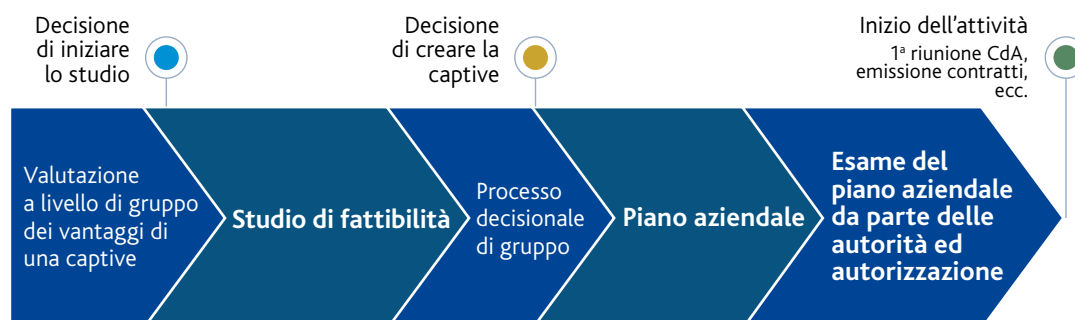 Decisione
di iniziare
lo studio
Decisione
di creare la
captive
Inizio dell'attività
1ª riunione CdA,
emissione contratti,
ecc.
Valutazione
a livello di gruppo
dei vantaggi di
una captive
Studio di fattibilità
Processo
decisionale
di gruppo
Piano aziendale
Esame del
piano aziendale
da parte delle
autorità ed
autorizzazione